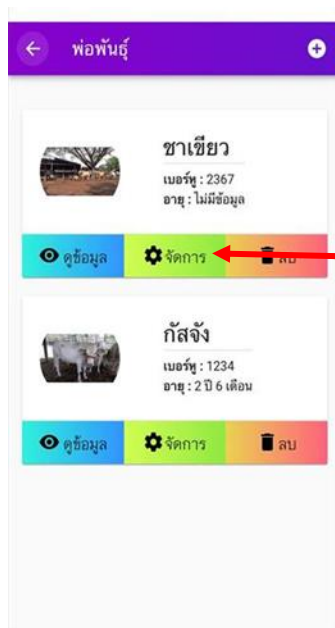 พ่อพันธุ์
ชาเขียว
เบอร์หู : 2367
อายุ : ไม่มีข้อมูล
ดูข้อมูล จัดการ ลบ
กัสจัง
เบอร์หู : 1234
อายุ : 2 ปี 6 เดือน
ดูข้อมูล จัดการ ลบ